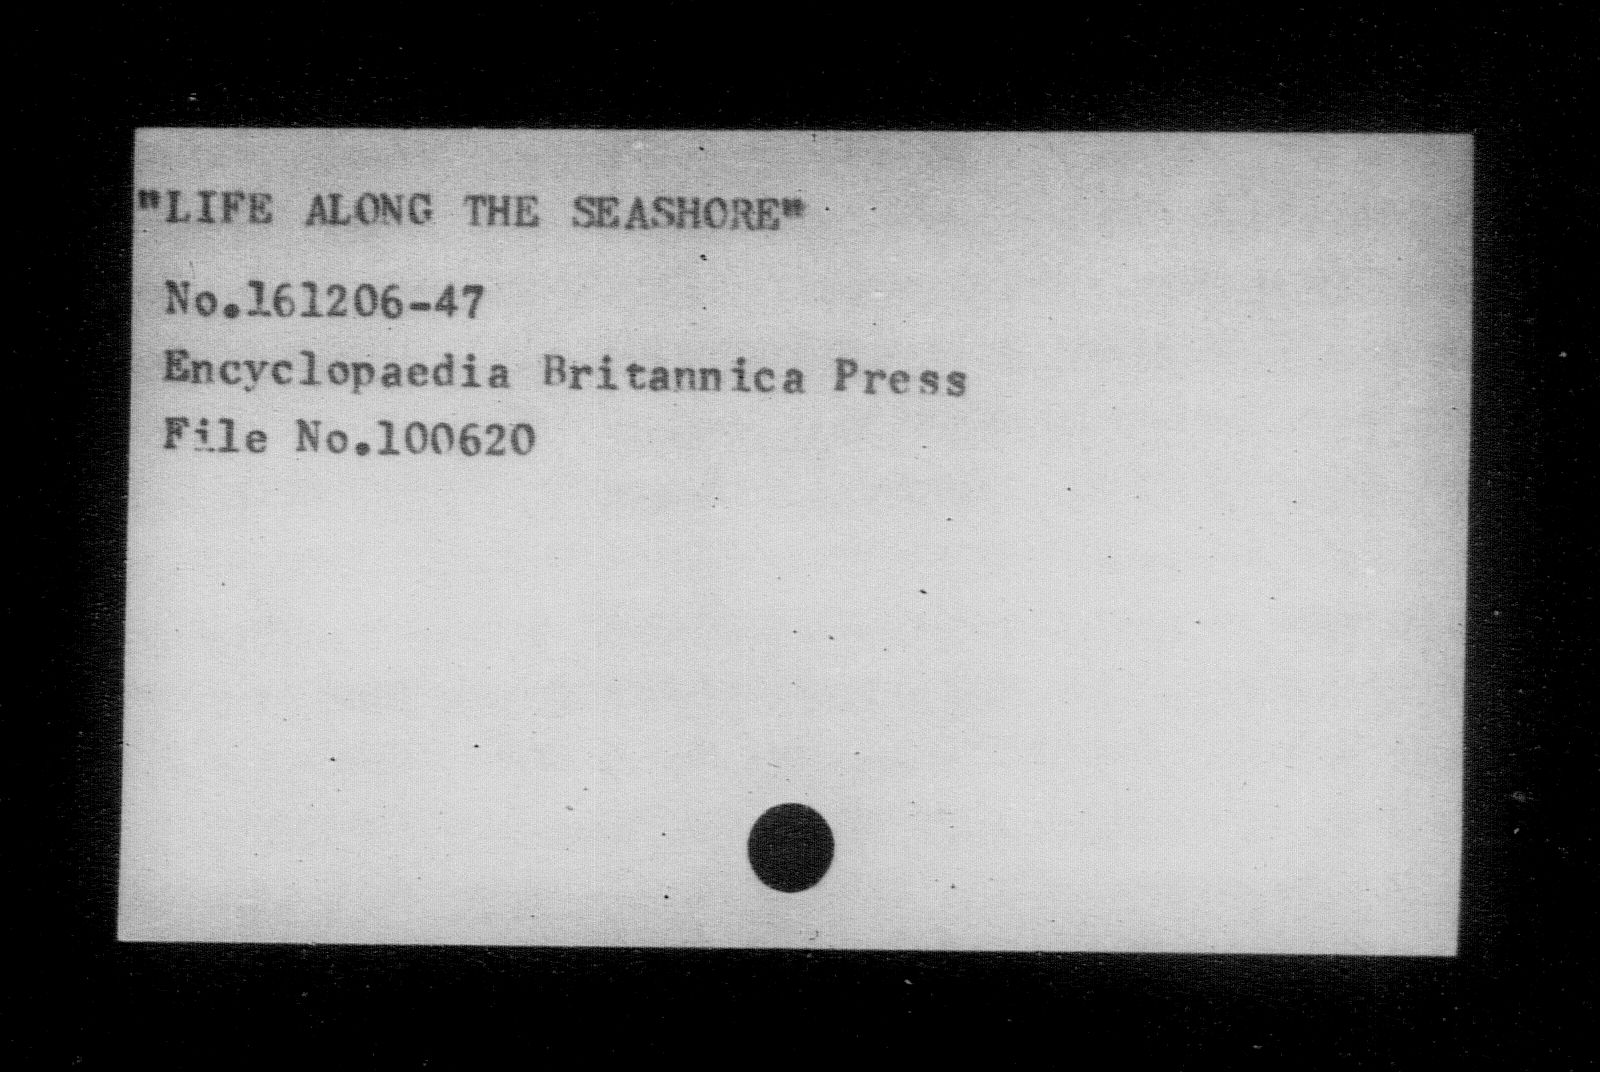 "LIFE ALONG THE SEASHORE"
No.161206-47
Encyclopaedia Britannica Press
File No.100620